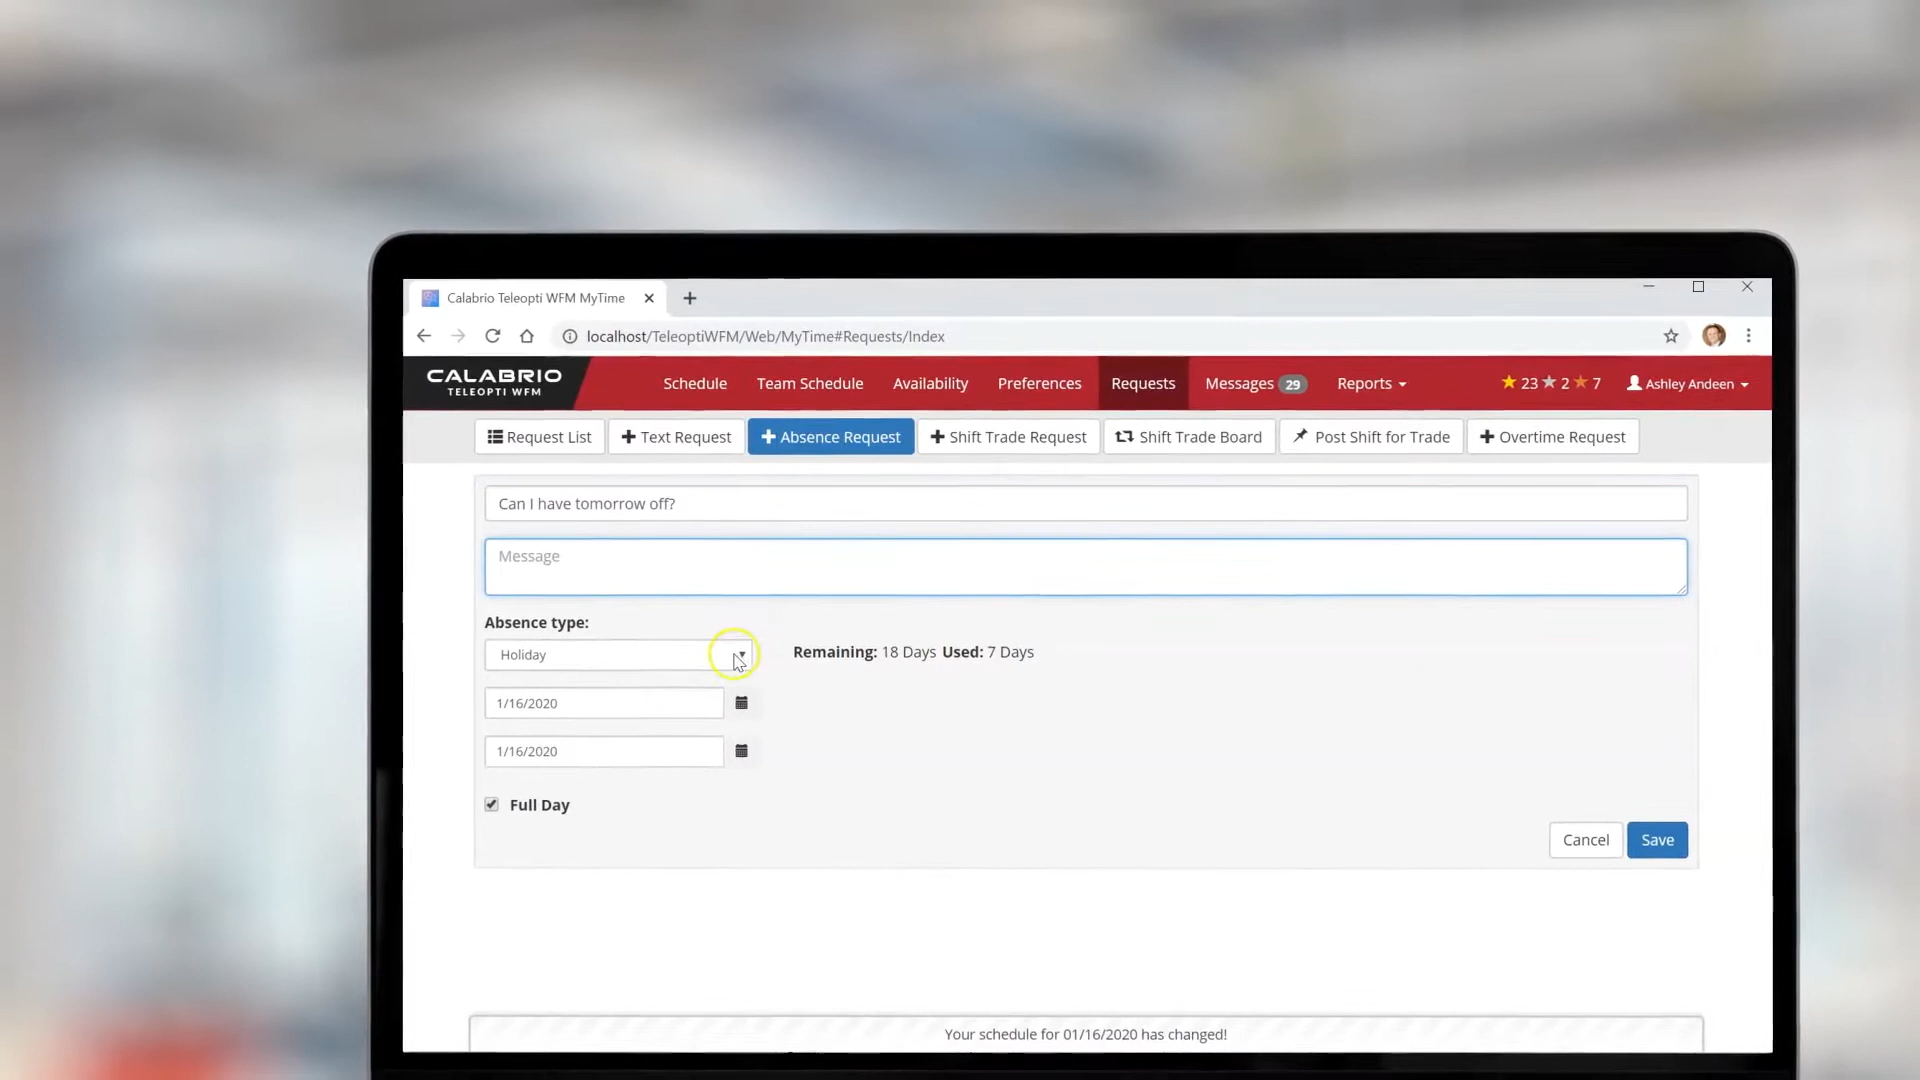 Calabrio Teleopti WFM MyTime
localhost/TeleoptiWFM/Web/MyTime#Requests/Index
CALABRIO
TELEOPTI WFM
Schedule Team Schedule Availability Preferences Requests Messages 29 Reports 23 2 7 Ashley Andeen
Request List Text Request Absence Request Shift Trade Request Shift Trade Board Post Shift for Trade Overtime Request
Can I have tomorrow off?
Message
Absence type:
Holiday Remaining: 18 Days Used: 7 Days
1/16/2020
1/16/2020
Full Day
Cancel Save
Your schedule for 01/16/2020 has changed!